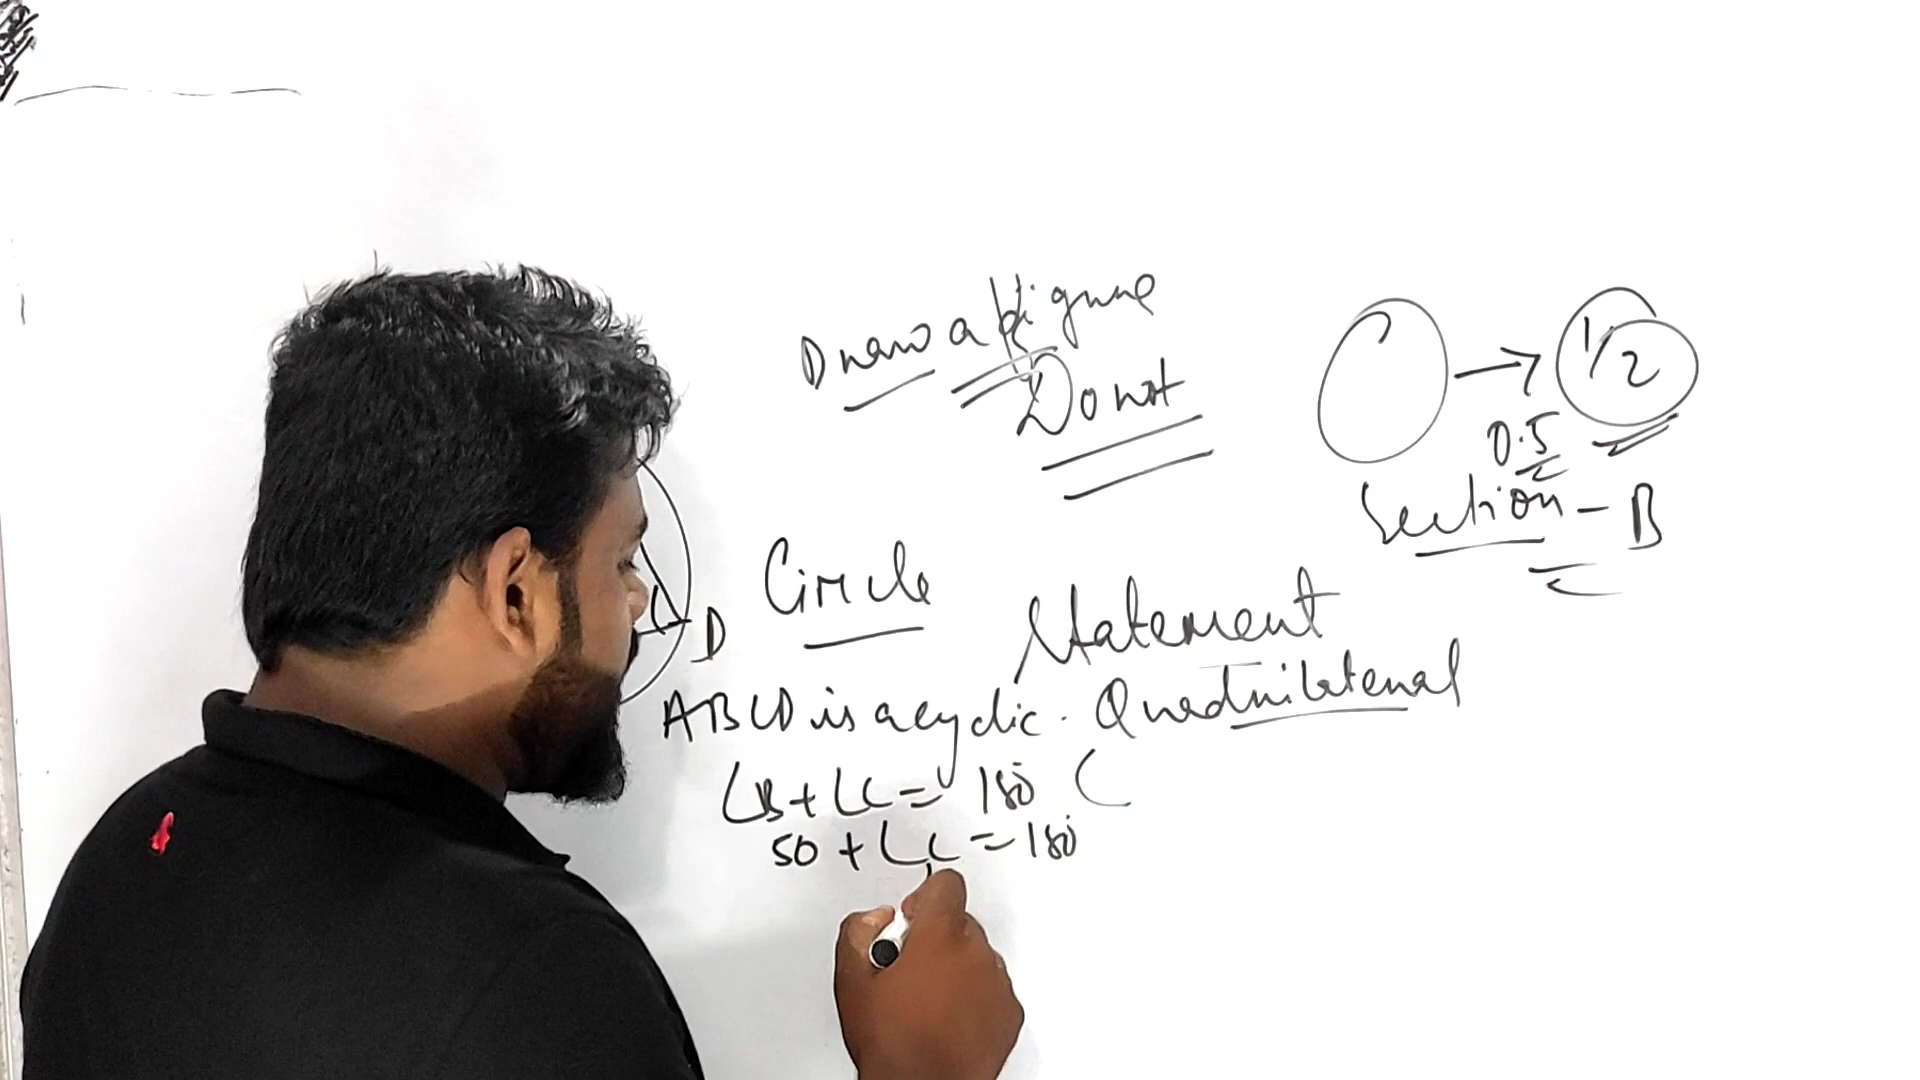 Draw a figure
Do not
1/2
0.5
Section - B
D
Circle
Statement
ABCD is a cyclic. Quadrilateral
∠B + ∠C = 180° (
50 + ∠C = 180°